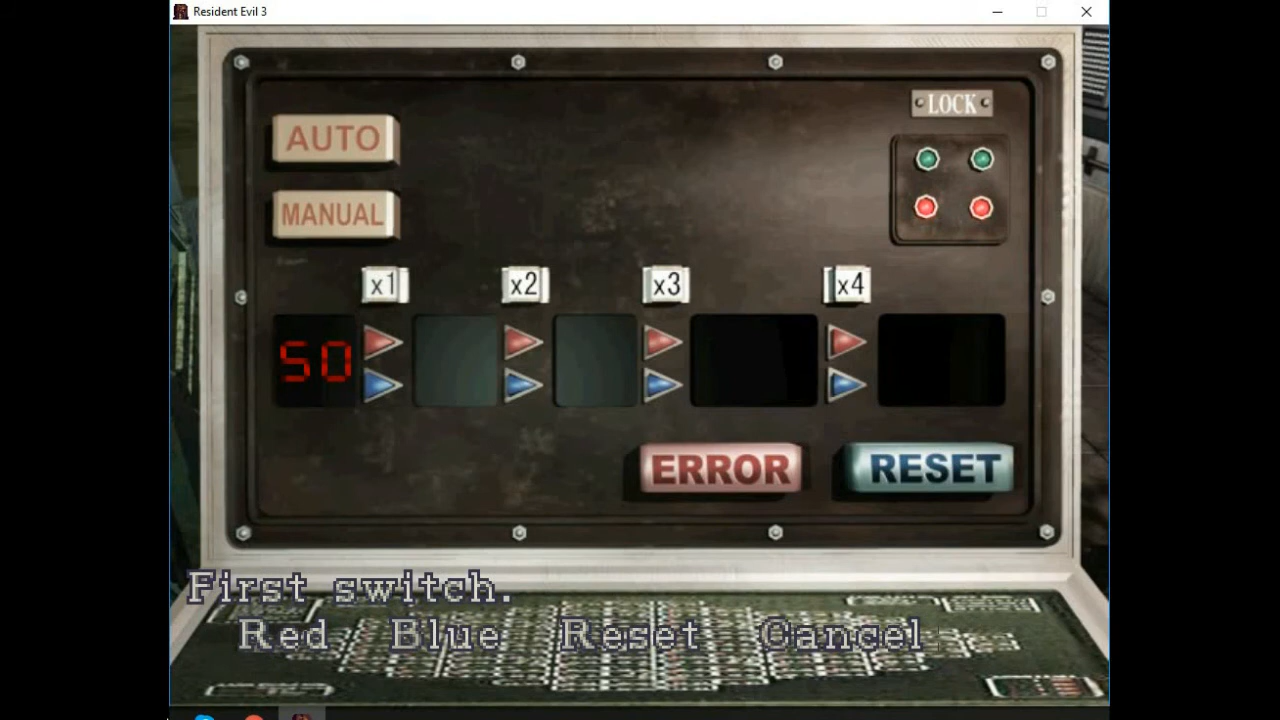 Resident Evil 3
LOCK
AUTO
MANUAL
x1 x2 x3 x4
50
ERROR RESET
First switch.
Red Blue Reset Cancel